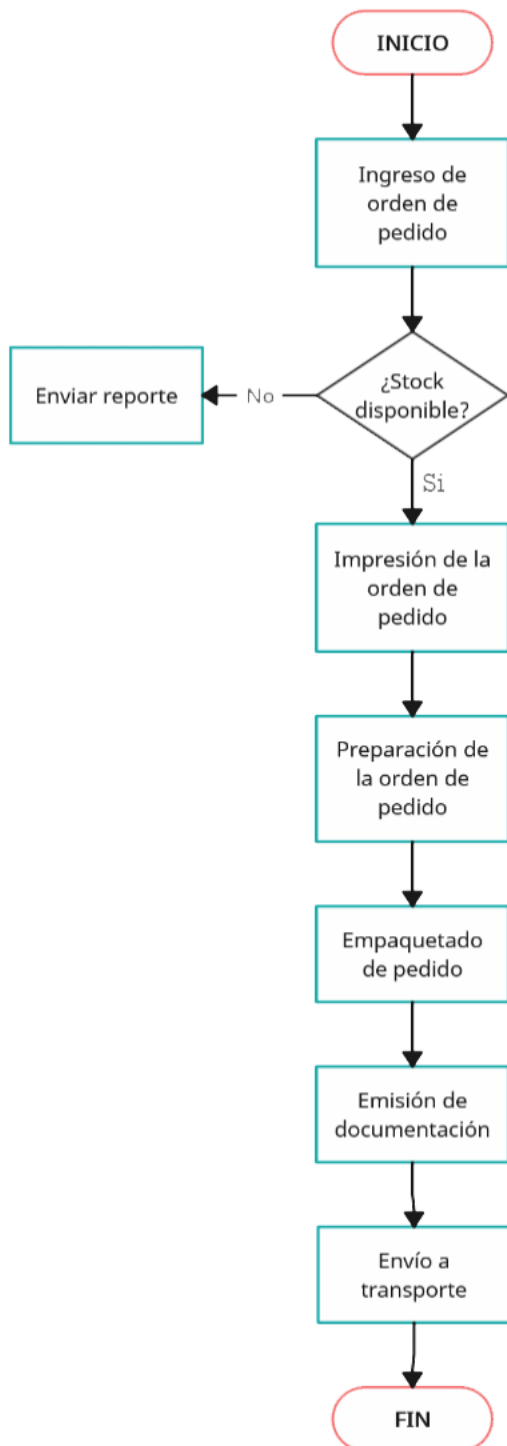 INICIO
Ingreso de
orden de
pedido
¿Stock
disponible?
No
Enviar reporte
Si
Impresión de la
orden de
pedido
Preparación de
la orden de
pedido
Empaquetado
de pedido
Emisión de
documentación
Envío a
transporte
FIN